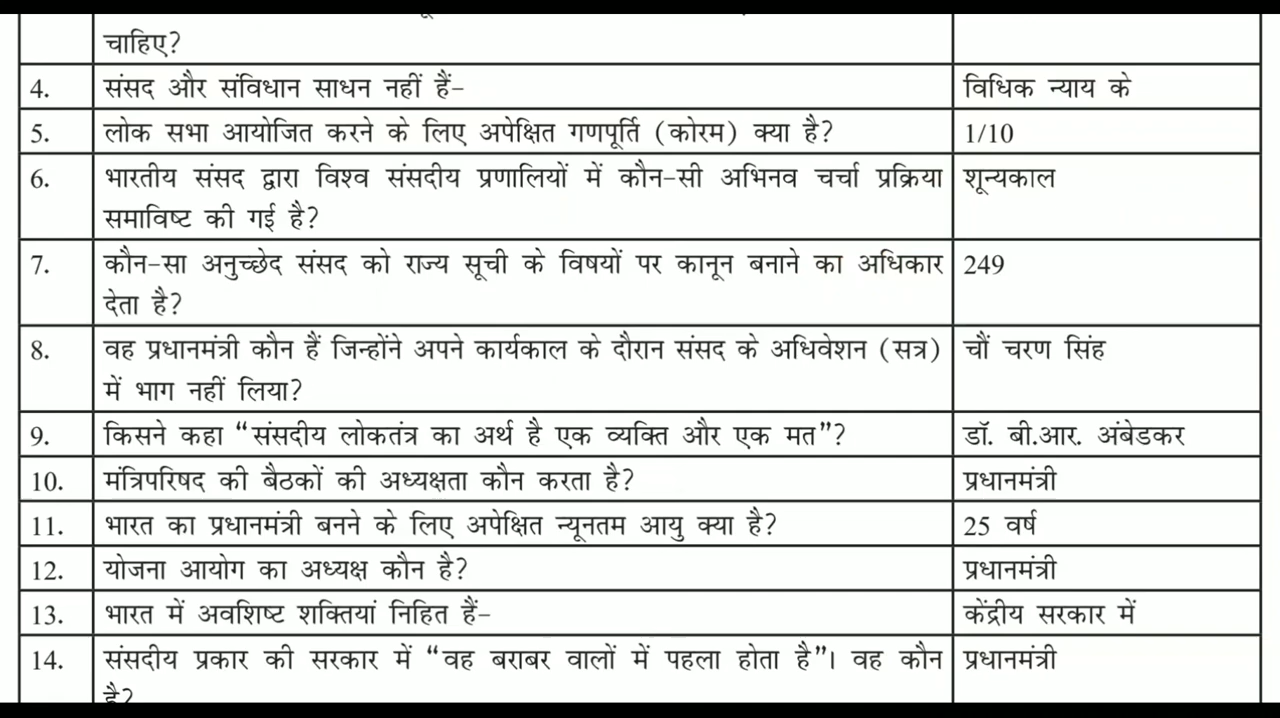 चाहिए?
4. संसद और संविधान साधन नहीं हैं- विधिक न्याय के
5. लोक सभा आयोजित करने के लिए अपेक्षित गणपूर्ति (कोरम) क्या है? 1/10
6. भारतीय संसद द्वारा विश्व संसदीय प्रणालियों में कौन-सी अभिनव चर्चा प्रक्रिया शून्यकाल
समाविष्ट की गई है?
7. कौन-सा अनुच्छेद संसद को राज्य सूची के विषयों पर कानून बनाने का अधिकार 249
देता है?
8. वह प्रधानमंत्री कौन हैं जिन्होंने अपने कार्यकाल के दौरान संसद के अधिवेशन (सत्र) चौं चरण सिंह
में भाग नहीं लिया?
9. किसने कहा “संसदीय लोकतंत्र का अर्थ है एक व्यक्ति और एक मत”? डॉ. बी.आर. अंबेडकर
10. मंत्रिपरिषद की बैठकों की अध्यक्षता कौन करता है? प्रधानमंत्री
11. भारत का प्रधानमंत्री बनने के लिए अपेक्षित न्यूनतम आयु क्या है? 25 वर्ष
12. योजना आयोग का अध्यक्ष कौन है? प्रधानमंत्री
13. भारत में अवशिष्ट शक्तियां निहित हैं- केंद्रीय सरकार में
14. संसदीय प्रकार की सरकार में “वह बराबर वालों में पहला होता है”। वह कौन प्रधानमंत्री
है?